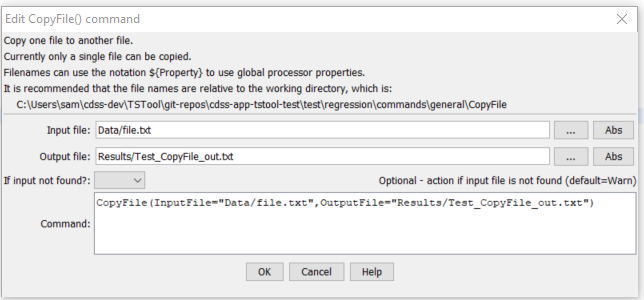 Edit CopyFile() command
Copy one file to another file.
Currently only a single file can be copied.
Filenames can use the notation ${Property} to use global processor properties.
It is recommended that the file names are relative to the working directory, which is:
C:\Users\sam\cdss-dev\TSTool\git-repos\cdss-app-tstool-test\test\regression\commands\general\CopyFile
Input file: Data/file.txt ... Abs
Output file: Results/Test_CopyFile_out.txt ... Abs
If input not found?: Optional - action if input file is not found (default=Warn)
CopyFile(InputFile="Data/file.txt",OutputFile="Results/Test_CopyFile_out.txt")
Command:
OK Cancel Help